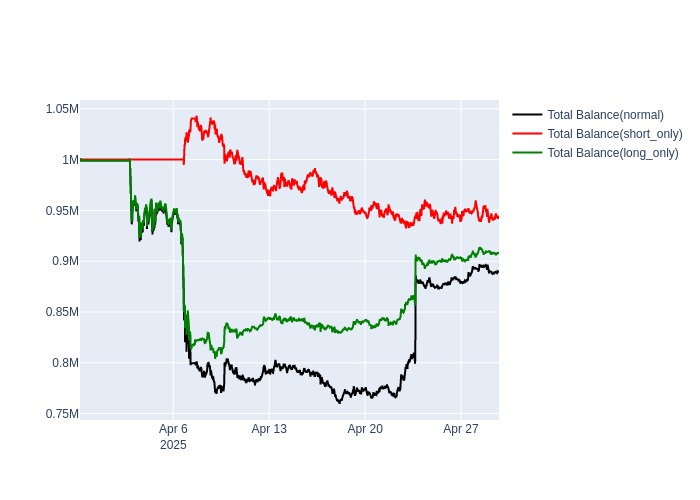 1.05M
1M
0.95M
0.9M
0.85M
0.8M
0.75M
Apr 6
2025
Apr 13
Apr 20
Apr 27
Total Balance(normal)
Total Balance(short_only)
Total Balance(long_only)